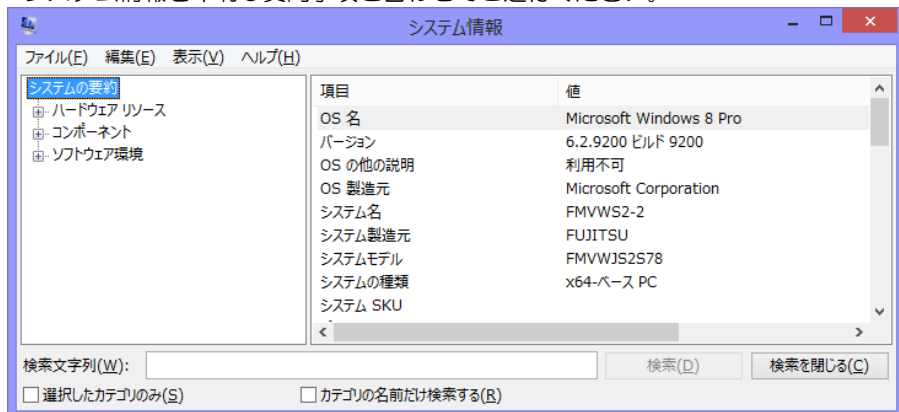 システム情報
ファイル(F) 編集(E) 表示(V) ヘルプ(H)
システムの要約
ハードウェア リソース
コンポーネント
ソフトウェア環境
項目 値
OS 名 Microsoft Windows 8 Pro
バージョン 6.2.9200 ビルド 9200
OS の他の説明 利用不可
OS 製造元 Microsoft Corporation
システム名 FMVWS2-2
システム製造元 FUJITSU
システムモデル FMVWJS2S78
システムの種類 x64-ベース PC
システム SKU
検索文字列(W): 検索(D) 検索を閉じる(C)
選択したカテゴリのみ(S) カテゴリの名前だけ検索する(R)